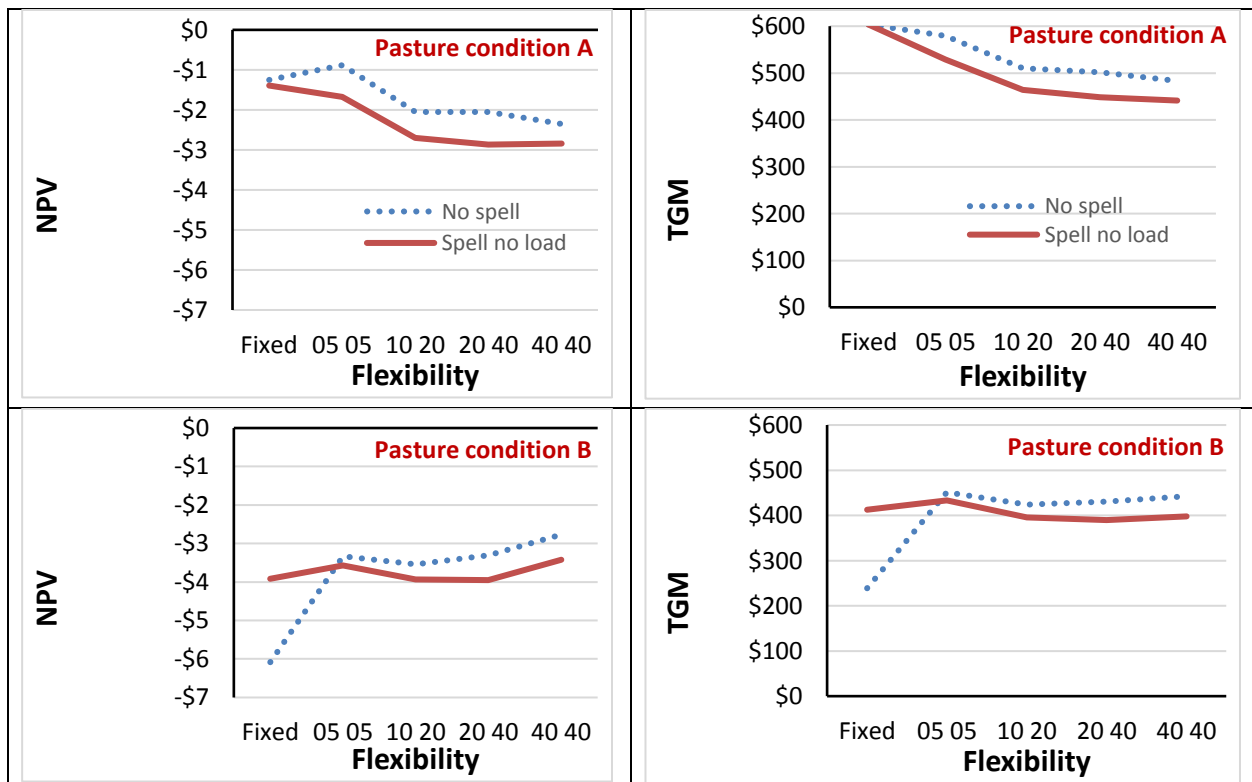 $0
Pasture condition A
-$1
-$2
-$3
-$4
-$5
-$6
-$7
NPV
No spell
Spell no load
Fixed 05 05 10 20 20 40 40 40
Flexibility
$600
Pasture condition A
$500
$400
$300
$200
$100
$0
TGM
No spell
Spell no load
Fixed 05 05 10 20 20 40 40 40
Flexibility
$0
Pasture condition B
-$1
-$2
-$3
-$4
-$5
-$6
-$7
NPV
Fixed 05 05 10 20 20 40 40 40
Flexibility
$600
Pasture condition B
$500
$400
$300
$200
$100
$0
TGM
Fixed 05 05 10 20 20 40 40 40
Flexibility